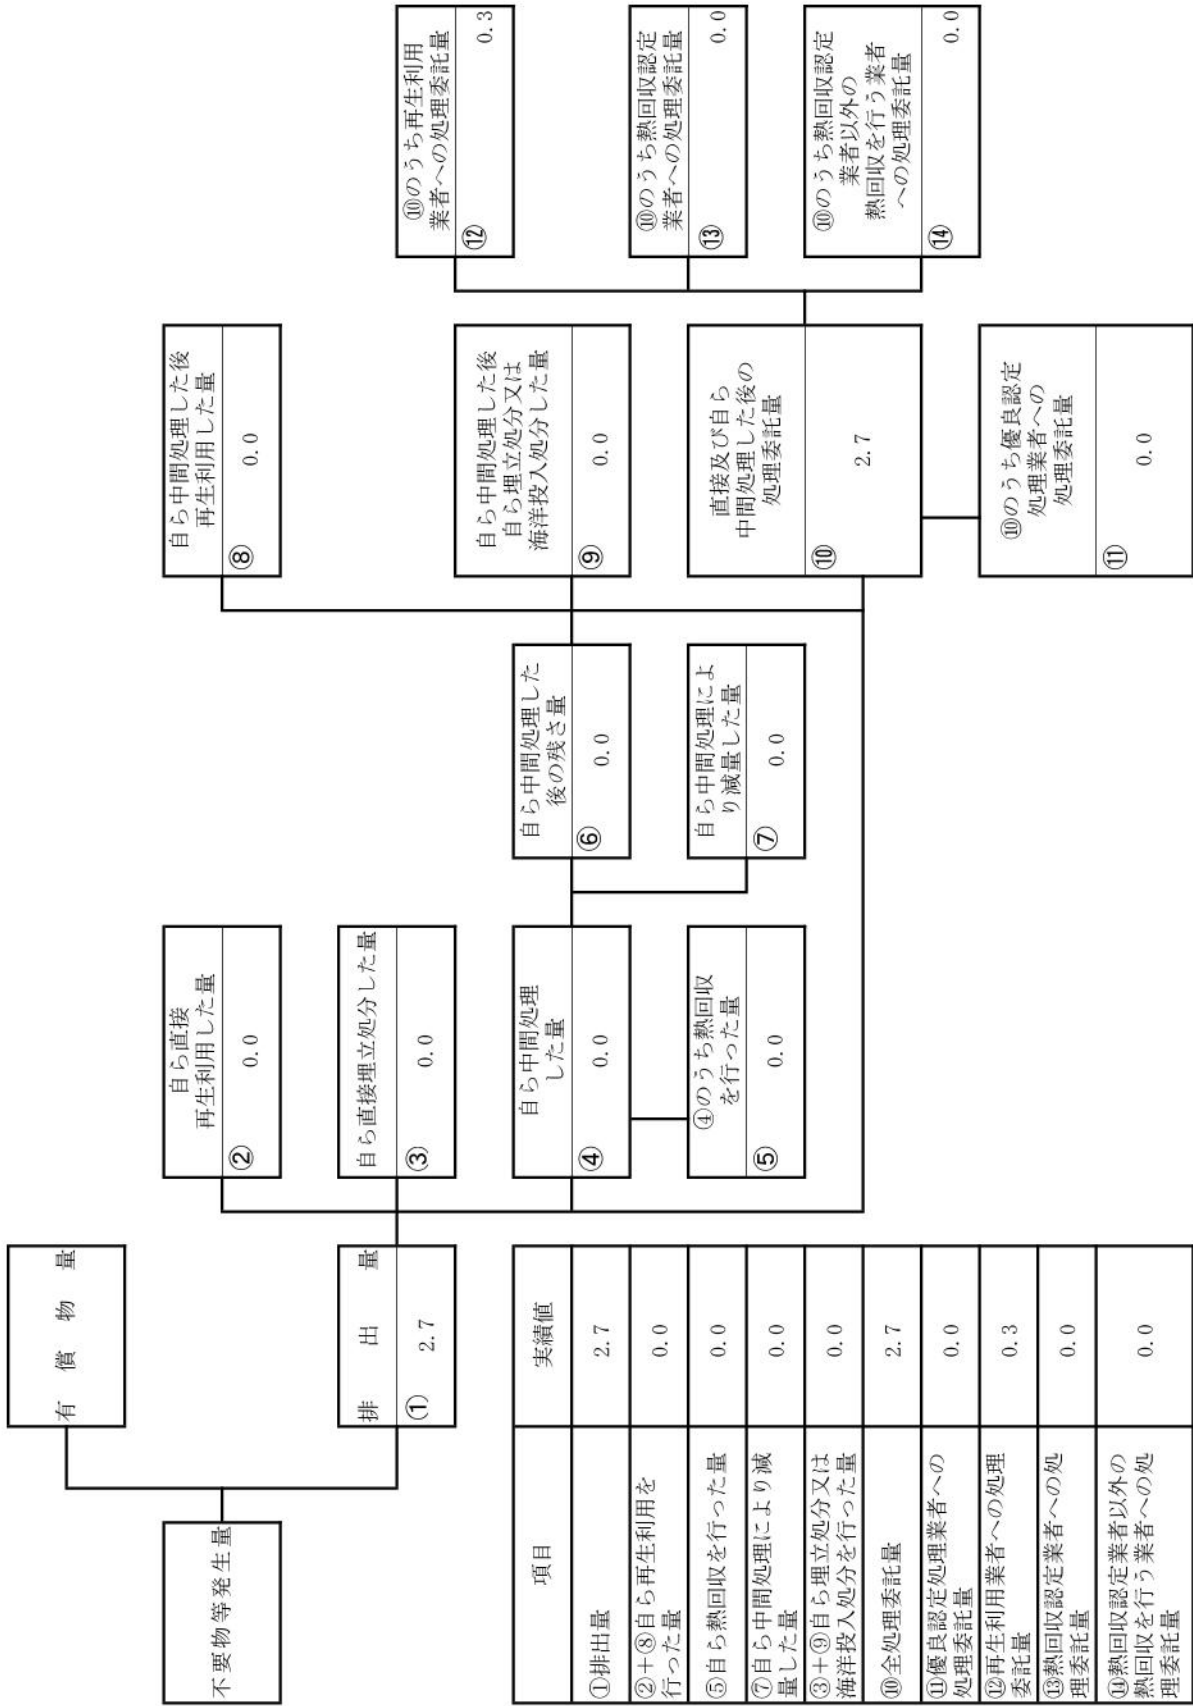 不要物等発生量
有償物量
排出量
① 2.7
自ら直接
再生利用した量
② 0.0
自ら直接埋立処分した量
③ 0.0
自ら中間処理
した量
④ 0.0
④のうち熱回収
を行った量
⑤ 0.0
自ら中間処理した
後の残さ量
⑥ 0.0
自ら中間処理によ
り減量した量
⑦ 0.0
自ら中間処理した後
再生利用した量
⑧ 0.0
自ら中間処理した後
自ら埋立処分又は
海洋投入処分した量
⑨ 0.0
直接及び自ら
中間処理した後の
処理委託量
⑩ 2.7
⑩のうち優良認定
処理業者への
処理委託量
⑪ 0.0
⑩のうち再生利用
業者への処理委託量
⑫ 0.3
⑩のうち熱回収認定
業者への処理委託量
⑬ 0.0
⑩のうち熱回収認定
業者以外の
熱回収を行う業者
への処理委託量
⑭ 0.0
項目 実績値
①排出量 2.7
②+⑧自ら再生利用を
行った量 0.0
⑤自ら熱回収を行った量 0.0
⑦自ら中間処理により減
量した量 0.0
③+⑨自ら埋立処分又は
海洋投入処分を行った量 0.0
⑩全処理委託量 2.7
⑪優良認定処理業者への
処理委託量 0.0
⑫再生利用業者への処理
委託量 0.3
⑬熱回収認定業者への処
理委託量 0.0
⑭熱回収認定業者以外の
熱回収を行う業者への処
理委託量 0.0